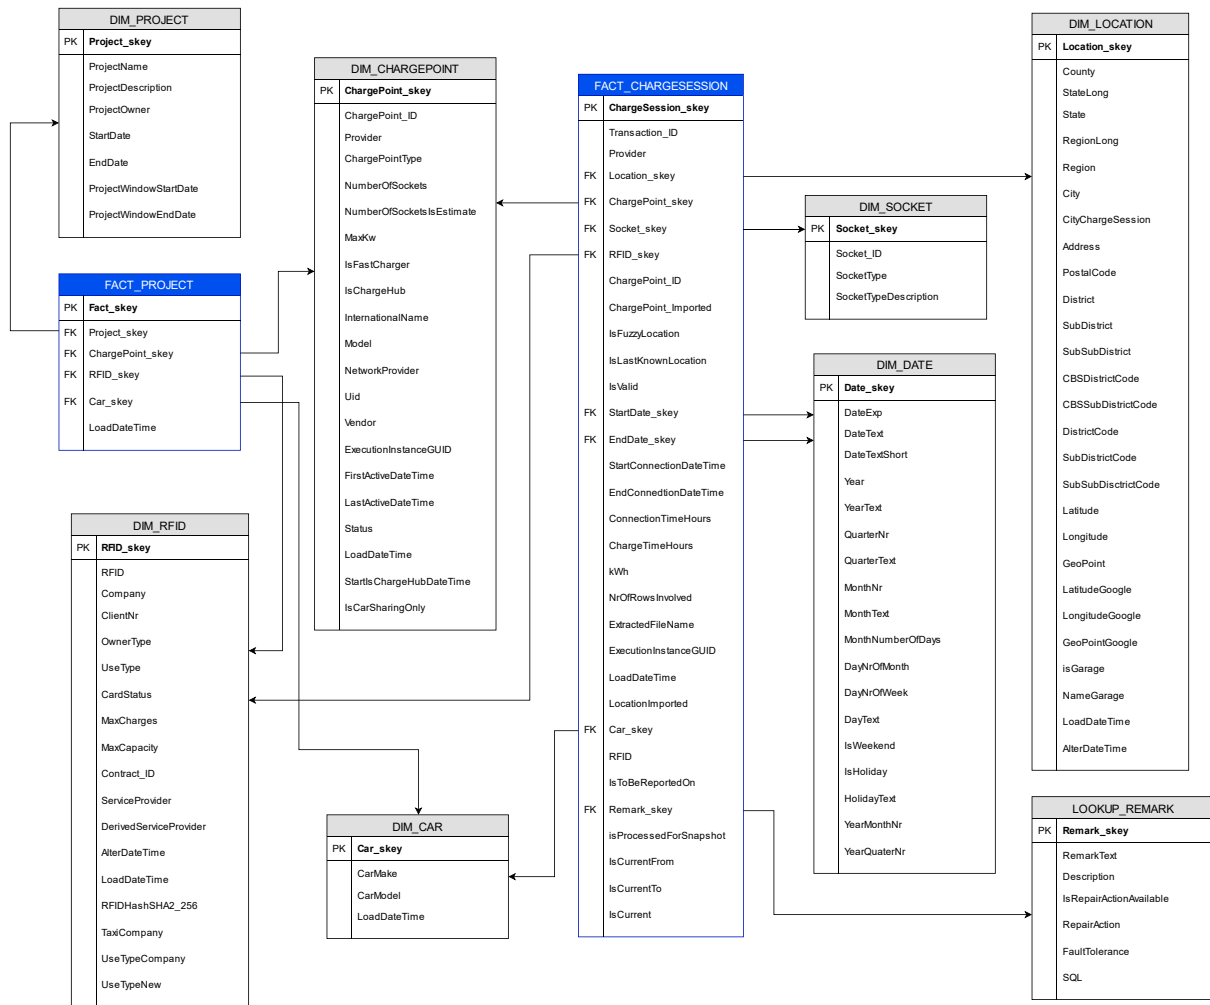 DIM_PROJECT
PK Project_skey
ProjectName
ProjectDescription
ProjectOwner
StartDate
EndDate
ProjectWindowStartDate
ProjectWindowEndDate
FACT_PROJECT
PK Fact_skey
FK Project_skey
FK ChargePoint_skey
FK RFID_skey
FK Car_skey
LoadDateTime
DIM_RFID
PK RFID_skey
RFID
Company
ClientNr
OwnerType
UseType
CardStatus
MaxCharges
MaxCapacity
Contract_ID
ServiceProvider
DerivedServiceProvider
AlterDateTime
LoadDateTime
RFIDHashSHA2_256
TaxiCompany
UseTypeCompany
UseTypeNew
DIM_CHARGEPOINT
PK ChargePoint_skey
ChargePoint_ID
Provider
ChargePointType
NumberOfSockets
NumberOfSocketsIsEstimate
MaxKw
IsFastCharger
IsChargeHub
InternationalName
Model
NetworkProvider
Uid
Vendor
ExecutionInstanceGUID
FirstActiveDateTime
LastActiveDateTime
Status
LoadDateTime
StartIsChargeHubDateTime
IsCarSharingOnly
DIM_CAR
PK Car_skey
CarMake
CarModel
LoadDateTime
FACT_CHARGESESSION
PK ChargeSession_skey
Transaction_ID
Provider
FK Location_skey
FK ChargePoint_skey
FK Socket_skey
FK RFID_skey
ChargePoint_ID
ChargePoint_Imported
IsFuzzyLocation
IsLastKnownLocation
IsValid
FK StartDate_skey
FK EndDate_skey
StartConnectionDateTime
EndConnedtionDateTime
ConnectionTimeHours
ChargeTimeHours
kWh
NrOfRowsInvolved
ExtractedFileName
ExecutionInstanceGUID
LoadDateTime
LocationImported
FK Car_skey
RFID
IsToBeReportedOn
FK Remark_skey
isProcessedForSnapshot
IsCurrentFrom
IsCurrentTo
IsCurrent
DIM_SOCKET
PK Socket_skey
Socket_ID
SocketType
SocketTypeDescription
DIM_DATE
PK Date_skey
DateExp
DateText
DateTextShort
Year
YearText
QuarterNr
QuarterText
MonthNr
MonthText
MonthNumberOfDays
DayNrOfMonth
DayNrOfWeek
DayText
IsWeekend
IsHoliday
HolidayText
YearMonthNr
YearQuaterNr
DIM_LOCATION
PK Location_skey
County
StateLong
State
RegionLong
Region
City
CityChargeSession
Address
PostalCode
District
SubDistrict
SubSubDistrict
CBSDistrictCode
CBSSubDistrictCode
DistrictCode
SubDistrictCode
SubSubDisctrictCode
Latitude
Longitude
GeoPoint
LatitudeGoogle
LongitudeGoogle
GeoPointGoogle
isGarage
NameGarage
LoadDateTime
AlterDateTime
LOOKUP_REMARK
PK Remark_skey
RemarkText
Description
IsRepairActionAvailable
RepairAction
FaultTolerance
SQL